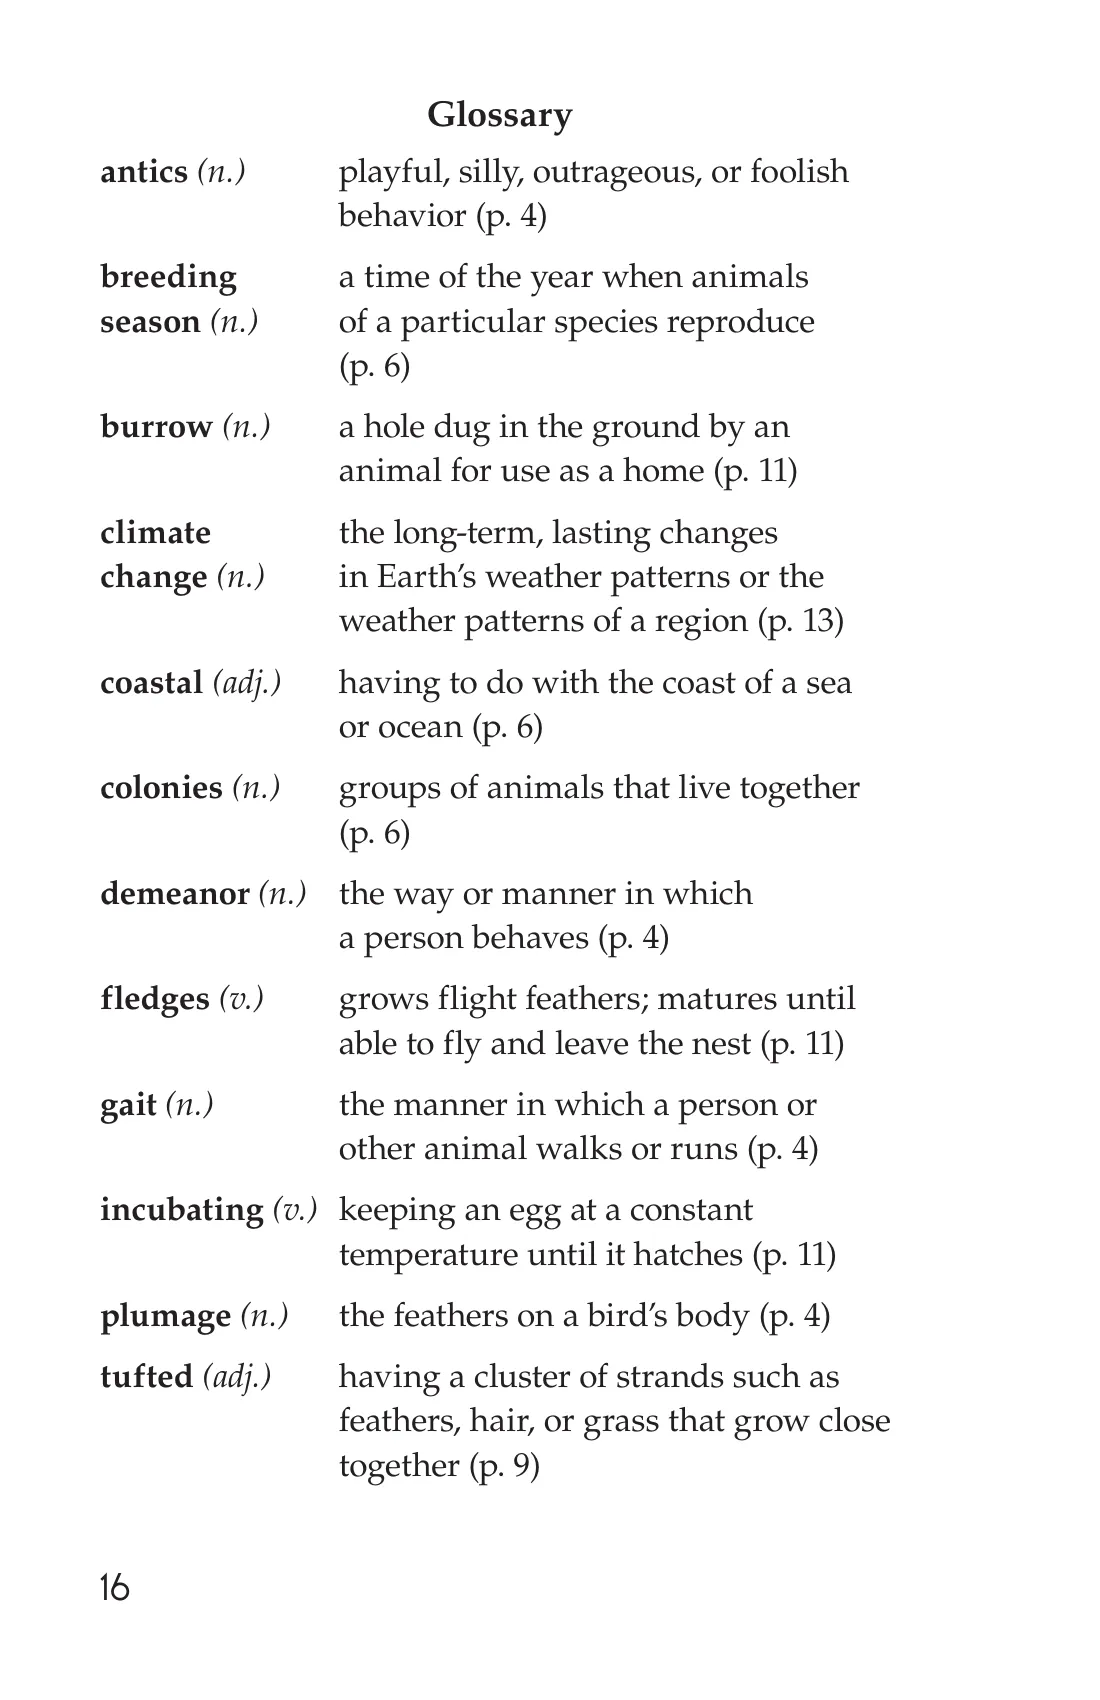 Glossary
antics (n.) playful, silly, outrageous, or foolish
behavior (p. 4)
breeding a time of the year when animals
season (n.) of a particular species reproduce
(p. 6)
burrow (n.) a hole dug in the ground by an
animal for use as a home (p. 11)
climate the long-term, lasting changes
change (n.) in Earth’s weather patterns or the
weather patterns of a region (p. 13)
coastal (adj.) having to do with the coast of a sea
or ocean (p. 6)
colonies (n.) groups of animals that live together
(p. 6)
demeanor (n.) the way or manner in which
a person behaves (p. 4)
fledges (v.) grows flight feathers; matures until
able to fly and leave the nest (p. 11)
gait (n.) the manner in which a person or
other animal walks or runs (p. 4)
incubating (v.) keeping an egg at a constant
temperature until it hatches (p. 11)
plumage (n.) the feathers on a bird’s body (p. 4)
tufted (adj.) having a cluster of strands such as
feathers, hair, or grass that grow close
together (p. 9)
16